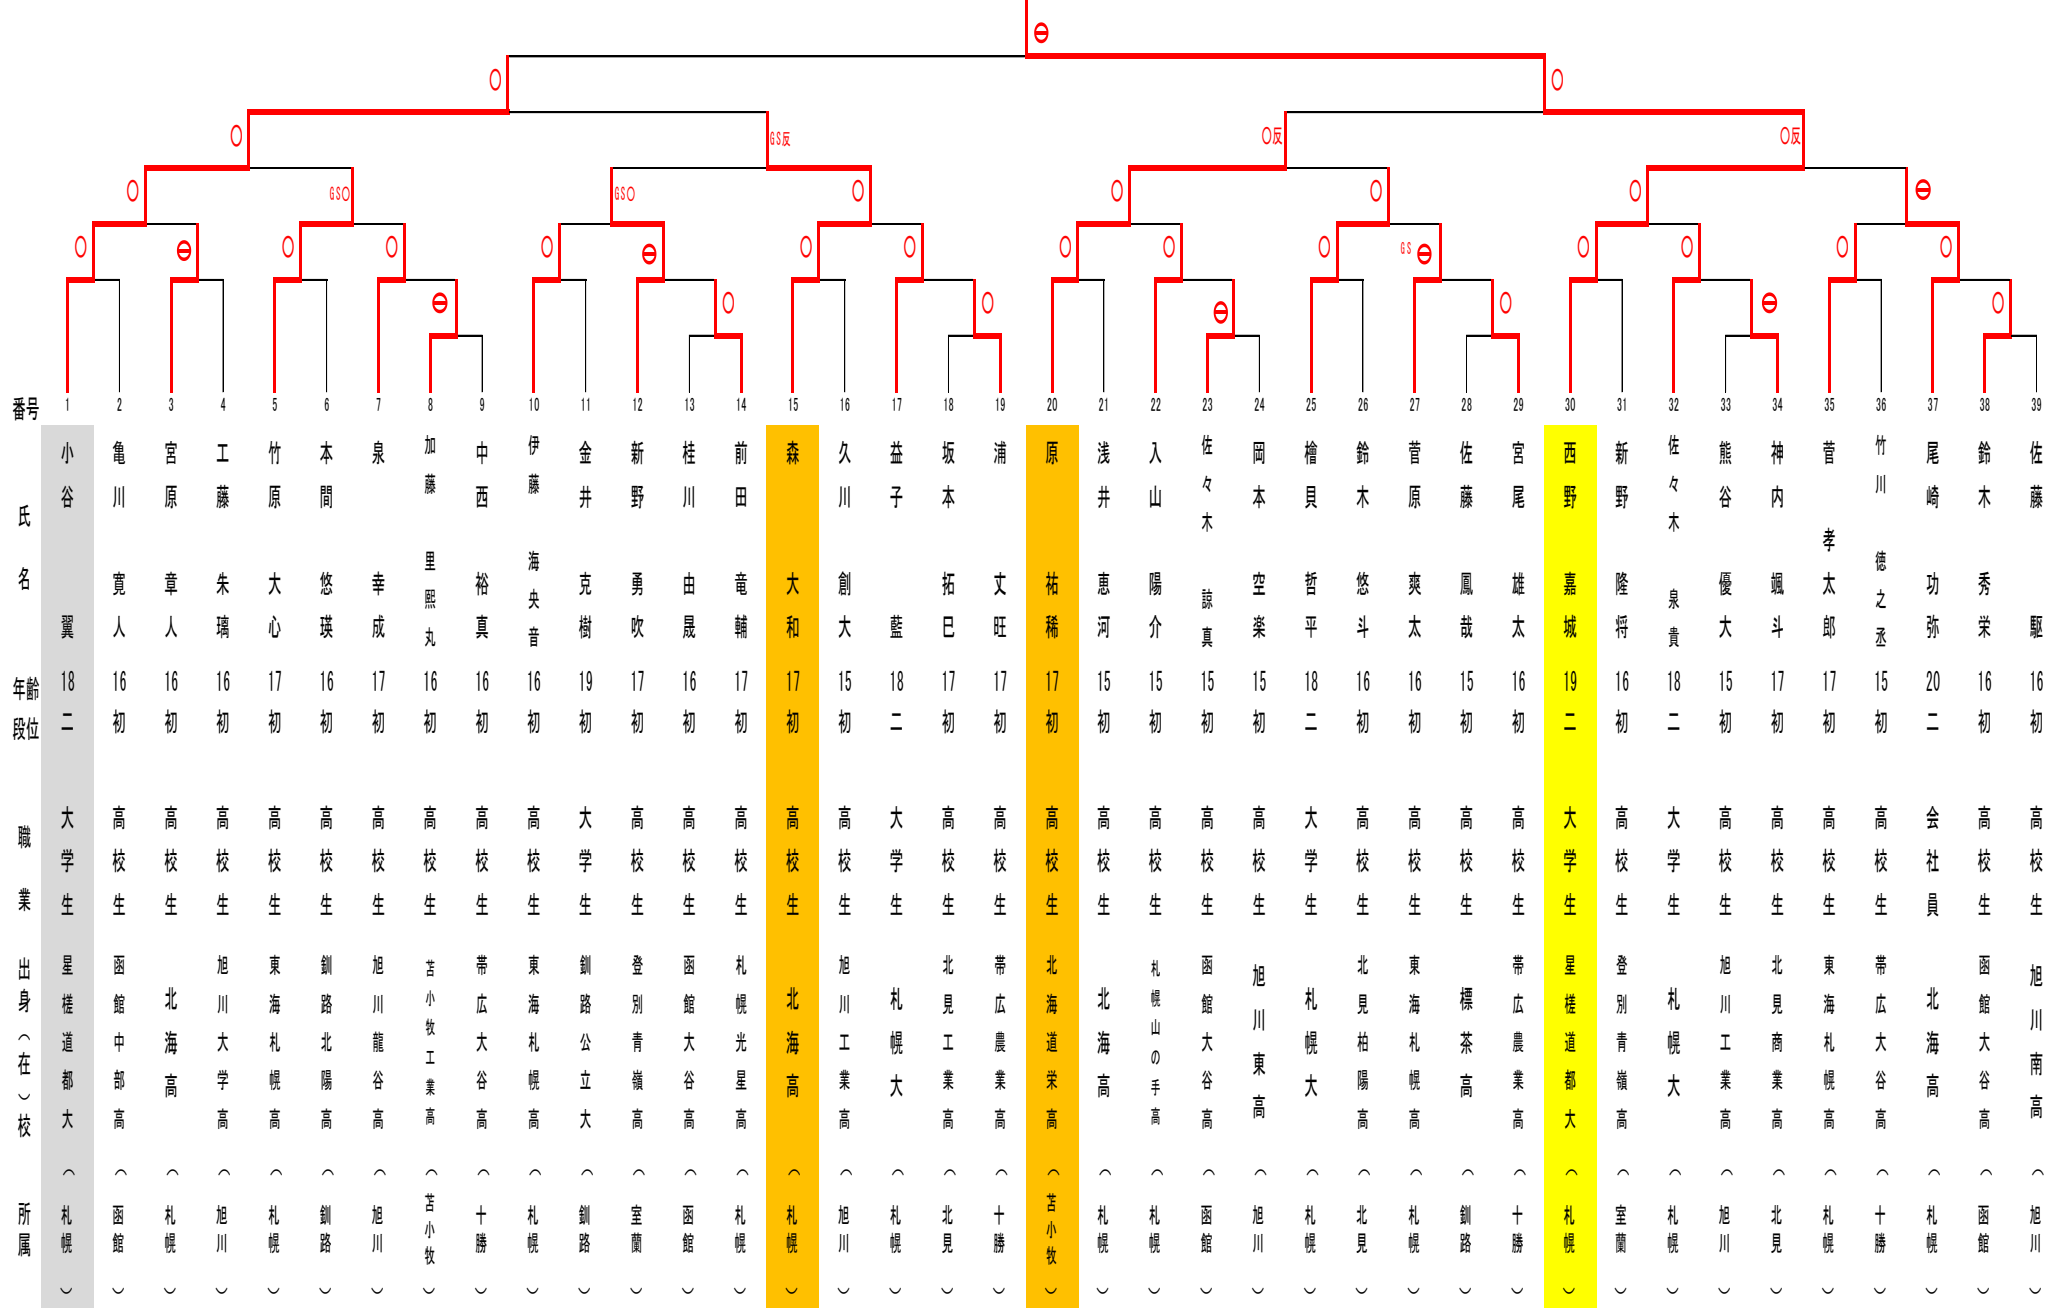 GS反
○反
○反
GS○
GS○
GS
番号 1 2 3 4 5 6 7 8 9 10 11 12 13 14 15 16 17 18 19 20 21 22 23 24 25 26 27 28 29 30 31 32 33 34 35 36 37 38 39
氏名 小谷 翼 亀川 寛人 宮原 章人 工藤 朱璃 竹原 大心 本間 悠瑛 泉 幸成 加藤 里熙丸 中西 裕真 伊藤 海央音 金井 克樹 新野 勇吹 桂川 由晟 前田 竜輔 森 大和 久川 創大 益子 藍 坂本 拓巳 浦 丈旺 原 祐稀 浅井 恵河 入山 陽介 佐々木 諒真 岡本 空楽 檜貝 哲平 鈴木 悠斗 菅原 爽太 佐藤 鳳哉 宮尾 雄太 西野 嘉城 新野 隆将 佐々木 泉貴 熊谷 優大 神内 颯斗 菅 孝太郎 竹川 徳之丞 尾崎 功弥 鈴木 秀栄 佐藤 駆
年齢 18 16 16 16 17 16 17 16 16 16 19 17 16 17 17 15 18 17 17 17 15 15 15 15 18 16 16 15 16 19 16 18 15 17 17 15 20 16 16
段位 二 初 初 初 初 初 初 初 初 初 初 初 初 初 初 初 二 初 初 初 初 初 初 初 二 初 初 初 初 二 初 二 初 初 初 初 二 初 初
職業 大学生 高校生 高校生 高校生 高校生 高校生 高校生 高校生 高校生 高校生 大学生 高校生 高校生 高校生 高校生 高校生 大学生 高校生 高校生 高校生 高校生 高校生 高校生 高校生 大学生 高校生 高校生 高校生 高校生 大学生 高校生 大学生 高校生 高校生 高校生 高校生 会社員 高校生 高校生
出身(在)校 星槎道都大 函館中部高 北海高 旭川大学高 東海札幌高 釧路北陽高 旭川龍谷高 苫小牧工業高 帯広大谷高 東海札幌高 釧路公立大 登別青嶺高 函館大谷高 札幌光星高 北海高 旭川工業高 札幌大 北見工業高 帯広農業高 北海道栄高 北海高 札幌山の手高 函館大谷高 旭川東高 札幌大 北見柏陽高 東海札幌高 標茶高 帯広農業高 星槎道都大 登別青嶺高 札幌大 旭川工業高 北見商業高 東海札幌高 帯広大谷高 北海高 函館大谷高 旭川南高
所属 (札幌) (函館) (札幌) (旭川) (札幌) (釧路) (旭川) (苫小牧) (十勝) (札幌) (釧路) (室蘭) (函館) (札幌) (札幌) (旭川) (札幌) (北見) (十勝) (苫小牧) (札幌) (札幌) (函館) (旭川) (札幌) (北見) (札幌) (釧路) (十勝) (札幌) (室蘭) (札幌) (旭川) (北見) (札幌) (十勝) (札幌) (函館) (旭川)